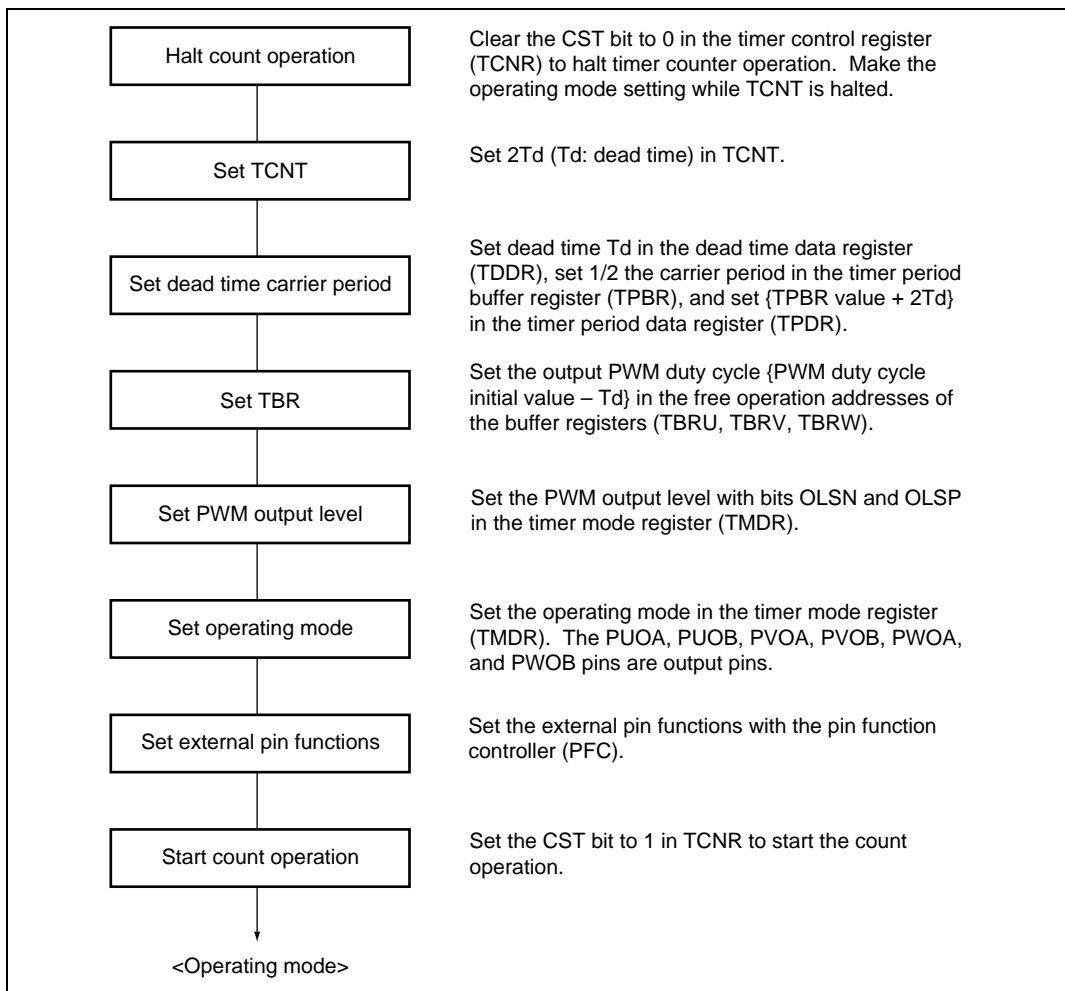 Halt count operation
Clear the CST bit to 0 in the timer control register
(TCNR) to halt timer counter operation.  Make the
operating mode setting while TCNT is halted.
Set TCNT
Set 2Td (Td: dead time) in TCNT.
Set dead time carrier period
Set dead time Td in the dead time data register
(TDDR), set 1/2 the carrier period in the timer period
buffer register (TPBR), and set {TPBR value + 2Td}
in the timer period data register (TPDR).
Set TBR
Set the output PWM duty cycle {PWM duty cycle
initial value – Td} in the free operation addresses of
the buffer registers (TBRU, TBRV, TBRW).
Set PWM output level
Set the PWM output level with bits OLSN and OLSP
in the timer mode register (TMDR).
Set operating mode
Set the operating mode in the timer mode register
(TMDR).  The PUOA, PUOB, PVOA, PVOB, PWOA,
and PWOB pins are output pins.
Set external pin functions
Set the external pin functions with the pin function
controller (PFC).
Start count operation
Set the CST bit to 1 in TCNR to start the count
operation.
<Operating mode>